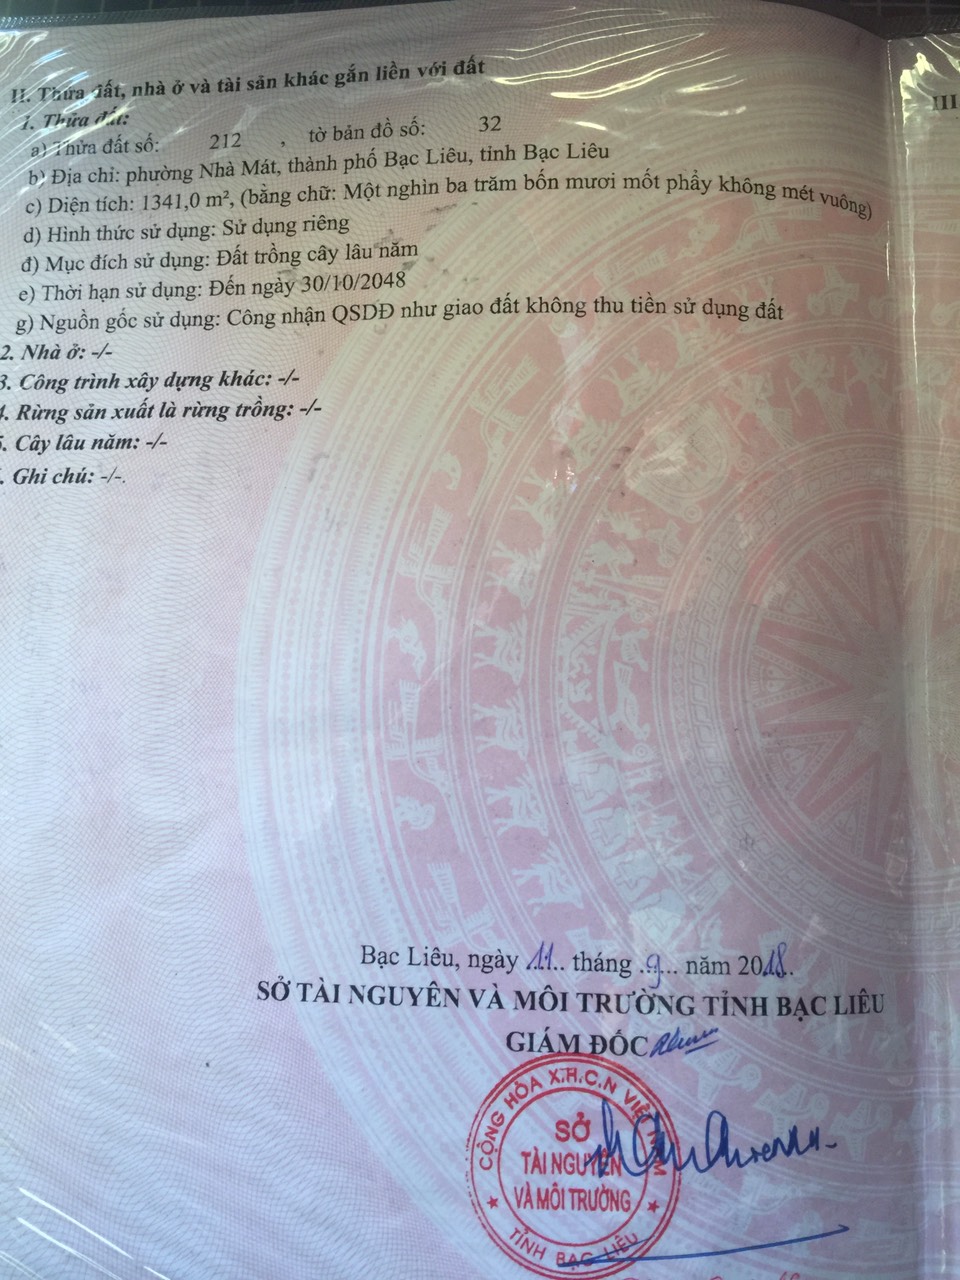 II. Thửa đất, nhà ở và tài sản khác gắn liền với đất
III
1. Thửa đất:
a) Thửa đất số: 212 , tờ bản đồ số: 32
b) Địa chỉ: phường Nhà Mát, thành phố Bạc Liêu, tỉnh Bạc Liêu
c) Diện tích: 1341,0 m², (bằng chữ: Một nghìn ba trăm bốn mươi mốt phẩy không mét vuông)
d) Hình thức sử dụng: Sử dụng riêng
đ) Mục đích sử dụng: Đất trồng cây lâu năm
e) Thời hạn sử dụng: Đến ngày 30/10/2048
g) Nguồn gốc sử dụng: Công nhận QSDĐ như giao đất không thu tiền sử dụng đất
2. Nhà ở: -/-
3. Công trình xây dựng khác: -/-
4. Rừng sản xuất là rừng trồng: -/-
5. Cây lâu năm: -/-
. Ghi chú: -/-.
Bạc Liêu, ngày 11.. tháng .9... năm 2018..
SỞ TÀI NGUYÊN VÀ MÔI TRƯỜNG TỈNH BẠC LIÊU
GIÁM ĐỐC
CỘNG HÒA X.H.C.N VIỆT NAM
SỞ
TÀI NGUYÊN
VÀ MÔI TRƯỜNG
TỈNH BẠC LIÊU